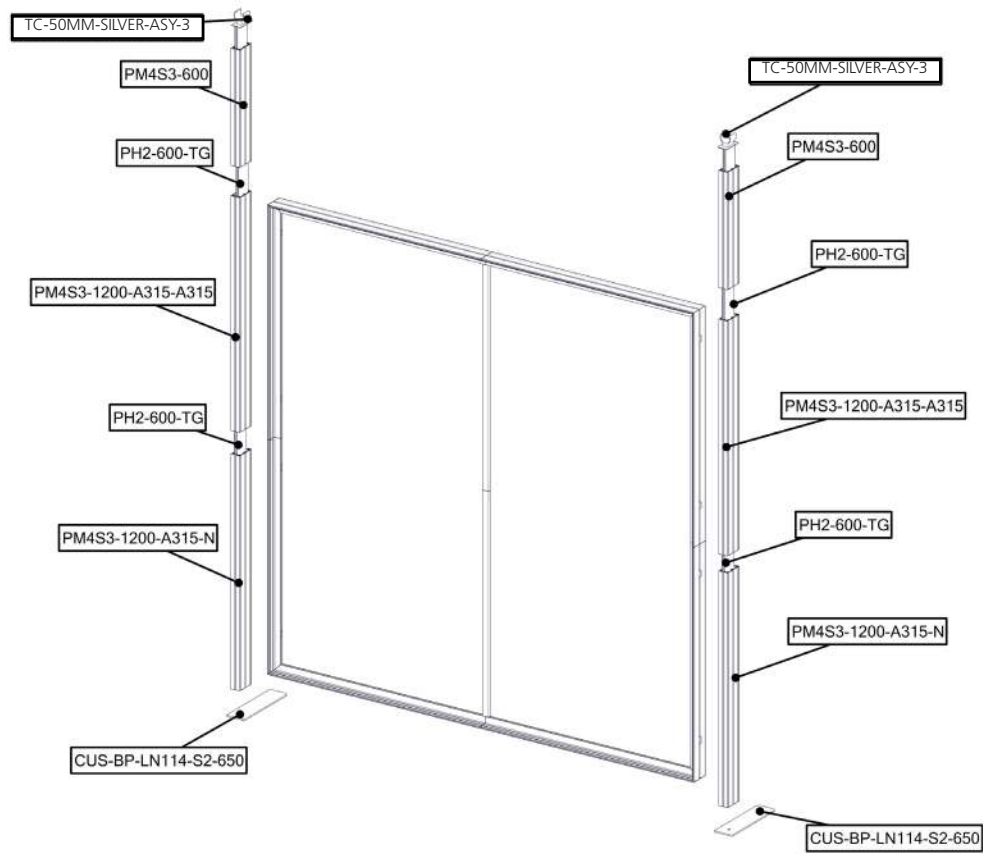 TC-50MM-SILVER-ASY-3
PM4S3-600
PH2-600-TG
PM4S3-1200-A315-A315
PH2-600-TG
PM4S3-1200-A315-N
CUS-BP-LN114-S2-650
TC-50MM-SILVER-ASY-3
PM4S3-600
PH2-600-TG
PM4S3-1200-A315-A315
PH2-600-TG
PM4S3-1200-A315-N
CUS-BP-LN114-S2-650